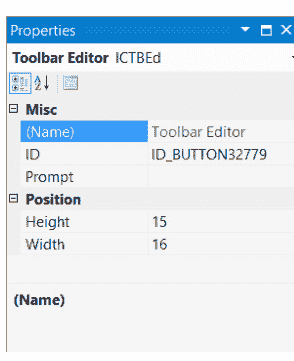 Properties
Toolbar Editor ICTBEd
Misc
(Name) Toolbar Editor
ID ID_BUTTON32779
Prompt
Position
Height 15
Width 16
(Name)